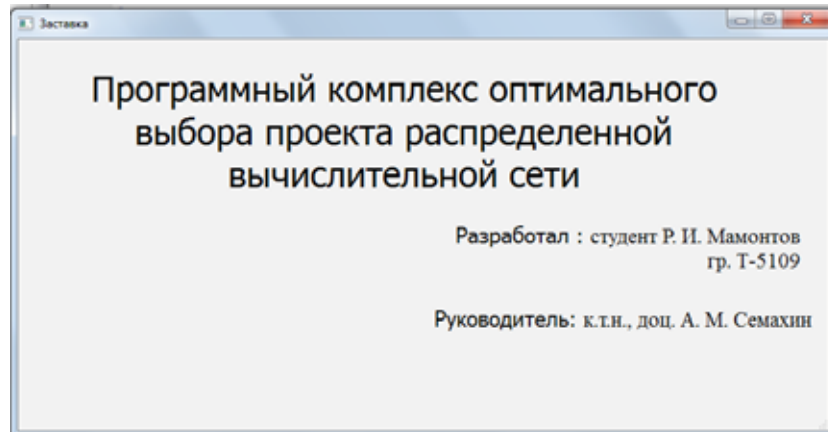 Заставка
Программный комплекс оптимального
выбора проекта распределенной
вычислительной сети
Разработал : студент Р. И. Мамонтов
гр. Т-5109
Руководитель: к.т.н., доц. А. М. Семахин